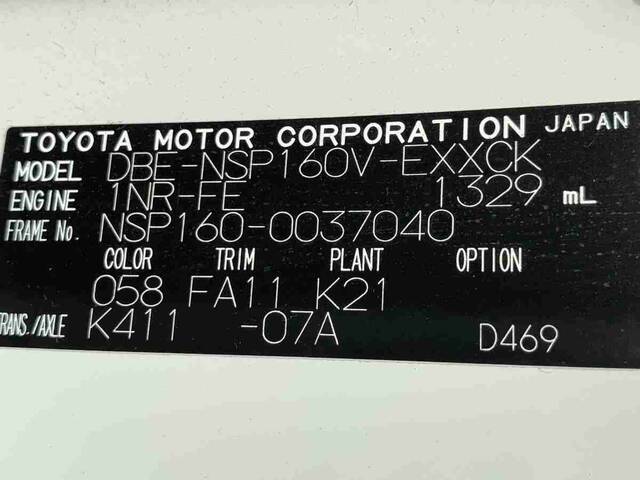 TOYOTA MOTOR CORPORATION JAPAN
MODEL DBE-NSP160V-EXXCK
ENGINE 1NR-FE 1329 mL
FRAME No. NSP160-0037040
COLOR TRIM PLANT OPTION
058 FA11 K21
TRANS./AXLE K411 -07A D469